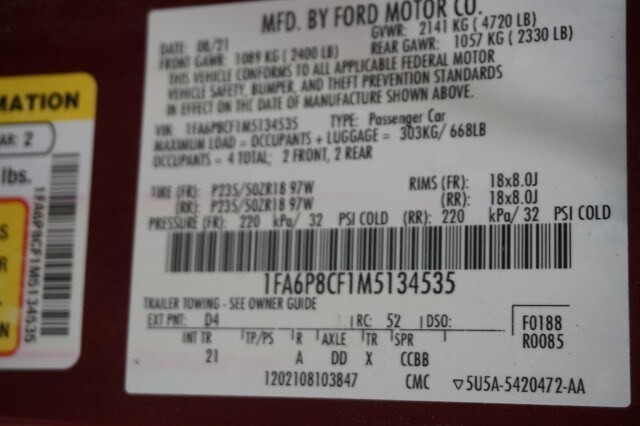 MFD. BY FORD MOTOR CO.
DATE: 08/21 GVWR: 2141 KG ( 4720 LB)
FRONT GAWR: 1089 KG ( 2400 LB) REAR GAWR: 1057 KG ( 2330 LB)
THIS VEHICLE CONFORMS TO ALL APPLICABLE FEDERAL MOTOR
VEHICLE SAFETY, BUMPER, AND THEFT PREVENTION STANDARDS
IN EFFECT ON THE DATE OF MANUFACTURE SHOWN ABOVE.
VIN: 1FA6P8CF1M5134535 TYPE: Passenger Car
MAXIMUM LOAD = OCCUPANTS + LUGGAGE = 303KG/ 668LB
OCCUPANTS = 4 TOTAL; 2 FRONT, 2 REAR
TIRE (FR): P235/50ZR18 97W RIMS (FR): 18x8.0J
(RR): P235/50ZR18 97W (RR): 18x8.0J
PRESSURE (FR): 220 kPa/ 32 PSI COLD (RR): 220 kPa/ 32 PSI COLD
1FA6P8CF1M5134535
TRAILER TOWING - SEE OWNER GUIDE
EXT PNT: D4 |RC: 52 |DSO: F0188
INT TR |TP/PS |R |AXLE |TR |SPR R0085
21 A DD X CCBB
1202108103847 CMC ▽5U5A-5420472-AA
MATION
AR: 2
lbs.
S
R
N
1FA6P8CF1M5134535